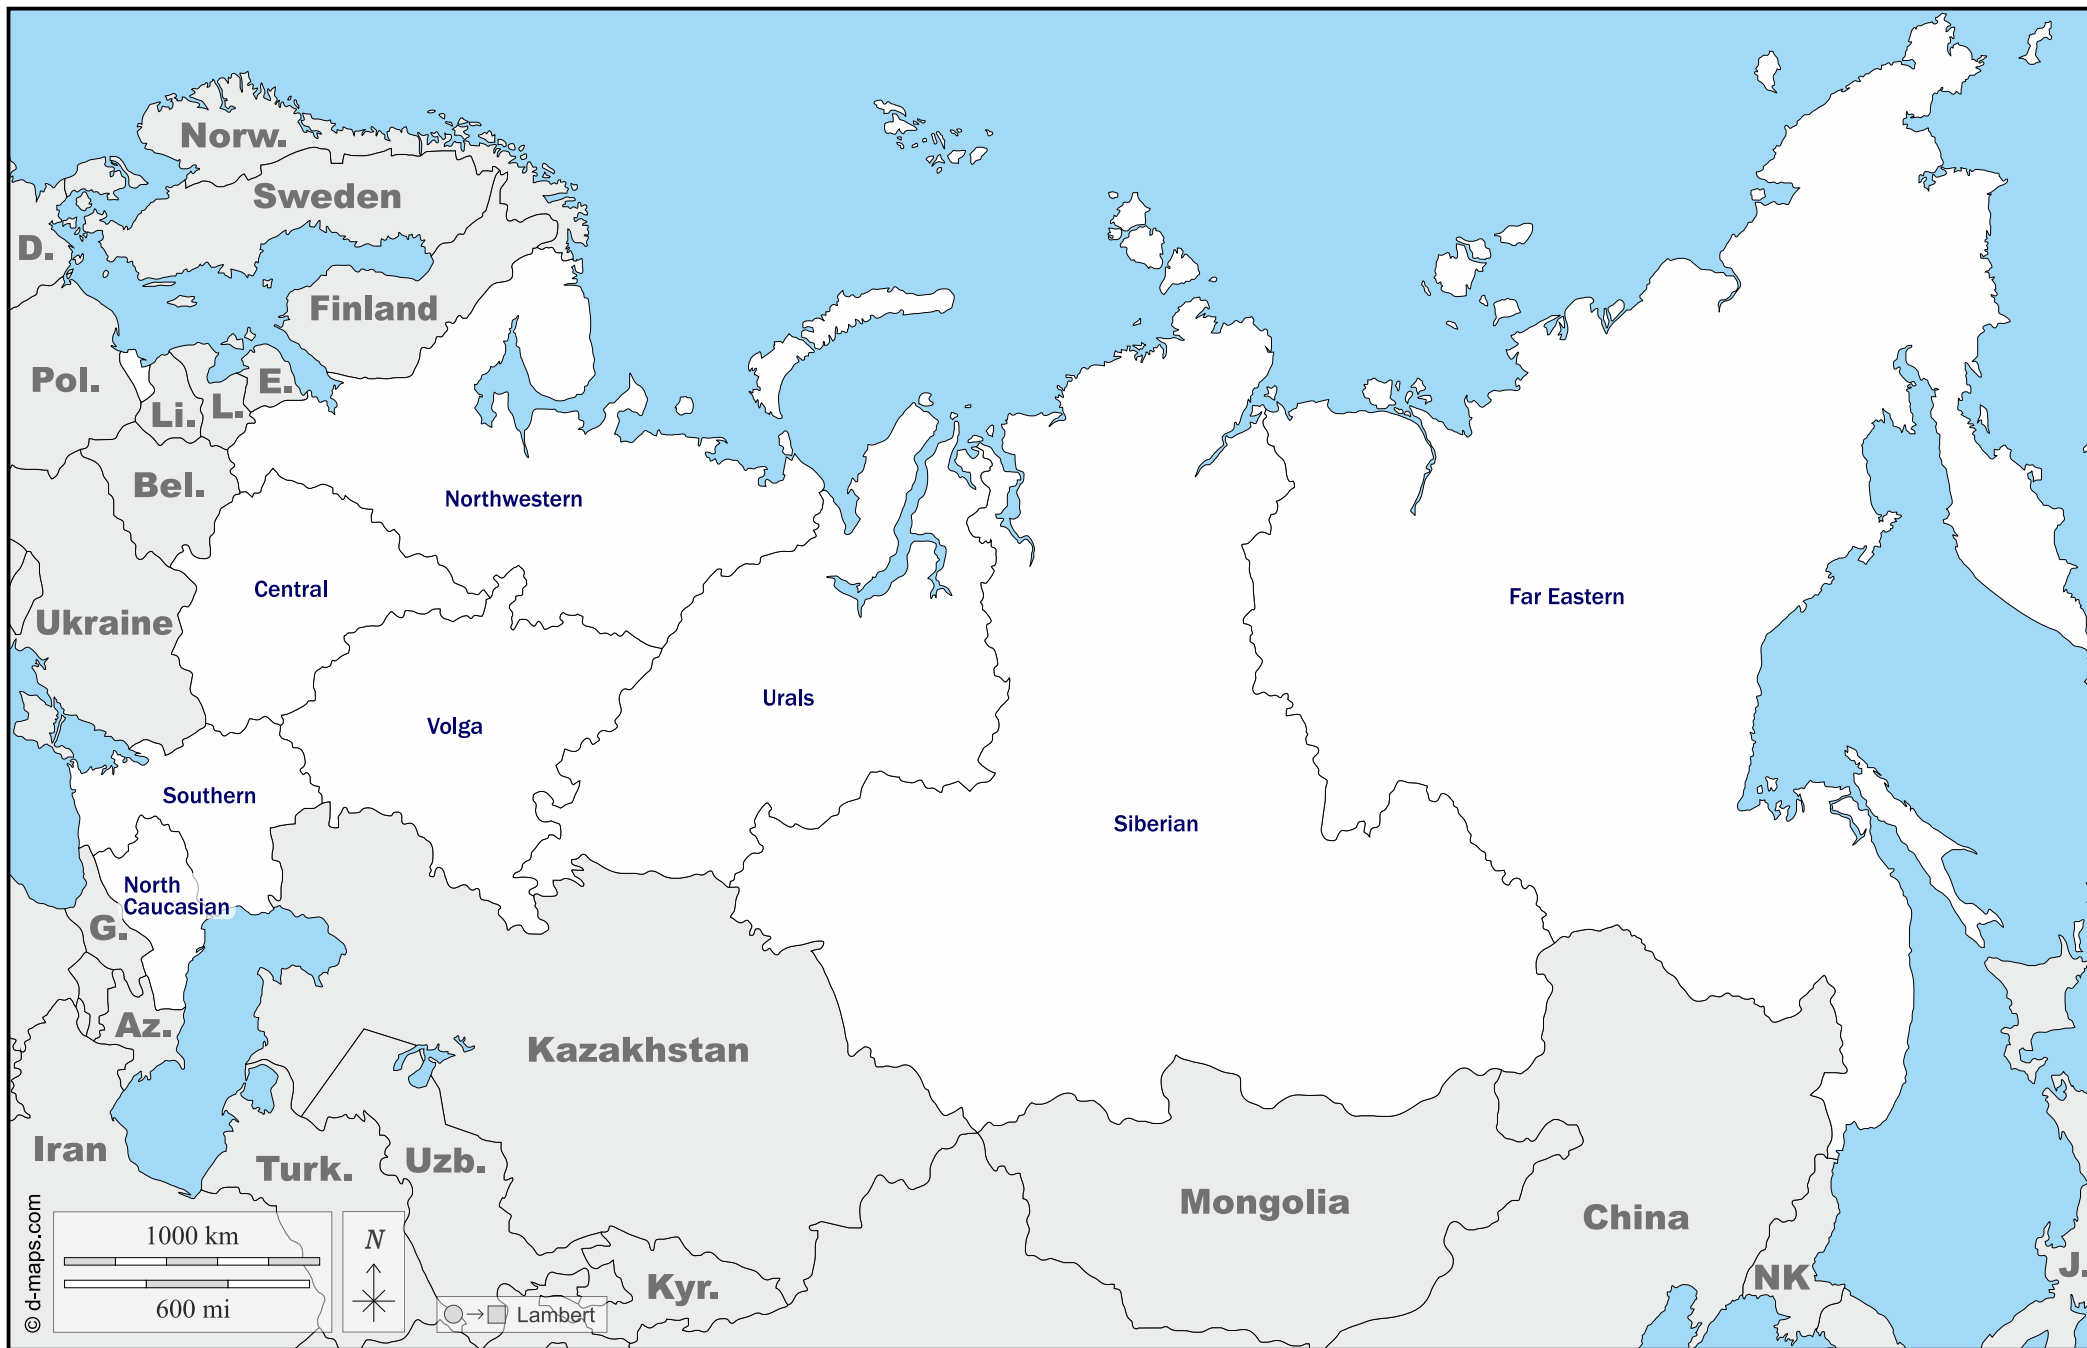 Norw.
Sweden
D.
Finland
Pol.
E.
L.
Li.
Bel.
Northwestern
Central
Far Eastern
Ukraine
Urals
Volga
Southern
Siberian
North
Caucasian
G.
Az.
Kazakhstan
Iran
Turk.
Uzb.
Mongolia
China
NK
J.
Kyr.
1000 km
600 mi
N
Lambert
© d-maps.com